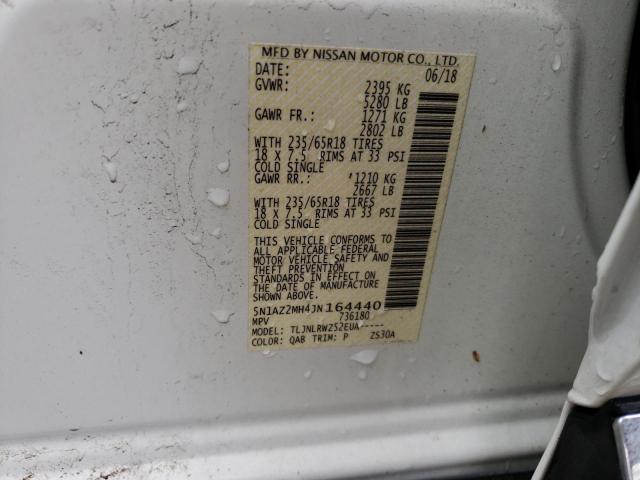 MFD BY NISSAN MOTOR CO., LTD.
DATE: 06/18
GVWR: 2395 KG
5280 LB
GAWR FR.: 1271 KG
2802 LB
WITH 235/65R18 TIRES
18 X 7.5 RIMS AT 33 PSI
COLD SINGLE
GAWR RR.: 1210 KG
2667 LB
WITH 235/65R18 TIRES
18 X 7.5 RIMS AT 33 PSI
COLD SINGLE
THIS VEHICLE CONFORMS TO
ALL APPLICABLE FEDERAL
MOTOR VEHICLE SAFETY AND
THEFT PREVENTION
STANDARDS IN EFFECT ON
THE DATE OF MANUFACTURE
SHOWN ABOVE.
5N1AZ2MH4JN164440
MPV 736180
MODEL: TLJNLRWZ52EUA-----
COLOR: QAB TRIM: P ZS30A